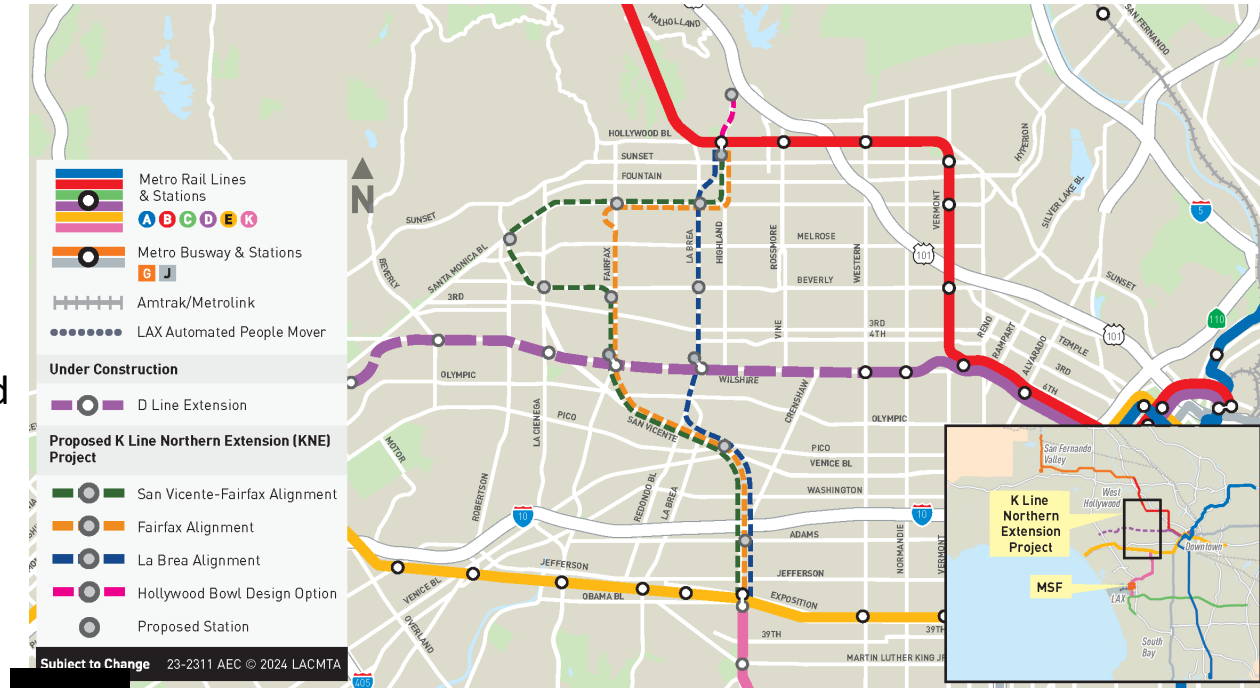 MULHOLLAND
SAN FERNANDO
HOLLYWOOD BL
SUNSET
FOUNTAIN
HYPERION
SILVER LAKE BL
VERMONT
5
N
SUNSET
BEVERLY
SANTA MONICA BL
3RD
FAIRFAX
LA BREA
HIGHLAND
ROSSMORE
MELROSE
WESTERN
BEVERLY
101
SUNSET
110
101
VINE
3RD
4TH
RENO
RAMPART
ALVARADO
TEMPLE
3RD
6TH
OLYMPIC
WILSHIRE
CRENSHAW
OLYMPIC
LA CIENEGA
PICO
SAN VICENTE
PICO
VENICE BL
MOTOR
ROBERTSON
REDONDO BL
LA BREA
WASHINGTON
10
10
ADAMS
NORMANDIE
VERMONT
JEFFERSON
JEFFERSON
VENICE BL
OBAMA BL
EXPOSITION
OVERLAND
39TH
39TH
MARTIN LUTHER KING JR
405
d
Metro Rail Lines
& Stations
A B C D E K
Metro Busway & Stations
G J
Amtrak/Metrolink
LAX Automated People Mover
Under Construction
D Line Extension
Proposed K Line Northern Extension (KNE)
Project
San Vicente-Fairfax Alignment
Fairfax Alignment
La Brea Alignment
Hollywood Bowl Design Option
Proposed Station
Subject to Change 23-2311 AEC © 2024 LACMTA
San Fernando
Valley
West
Hollywood
K Line
Northern
Extension
Project
Downtown
MSF
LAX
South
Bay